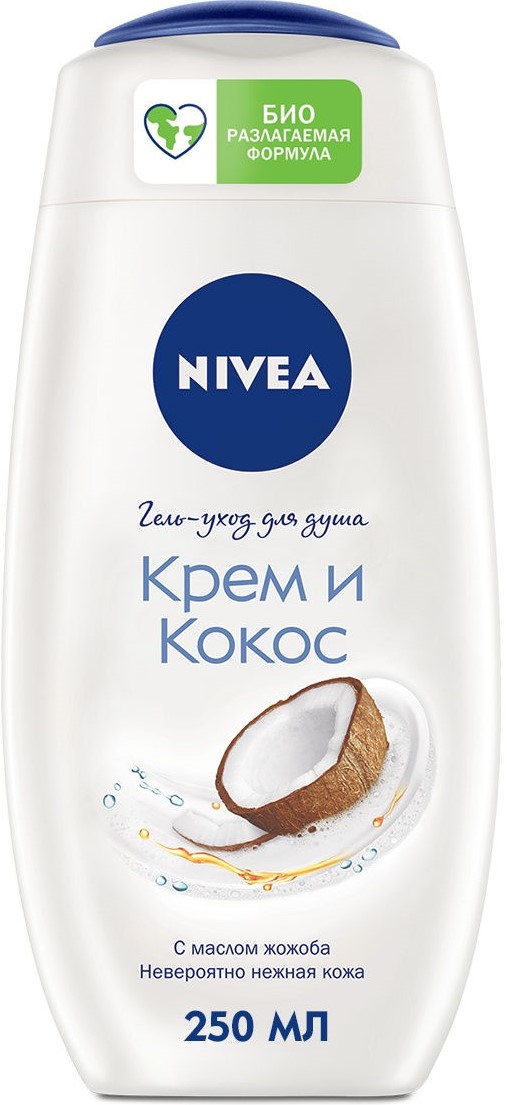 БИО
РАЗЛАГАЕМАЯ
ФОРМУЛА
NIVEA
Гель-уход для душа
Крем и
Кокос
С маслом жожоба
Невероятно нежная кожа
250 МЛ